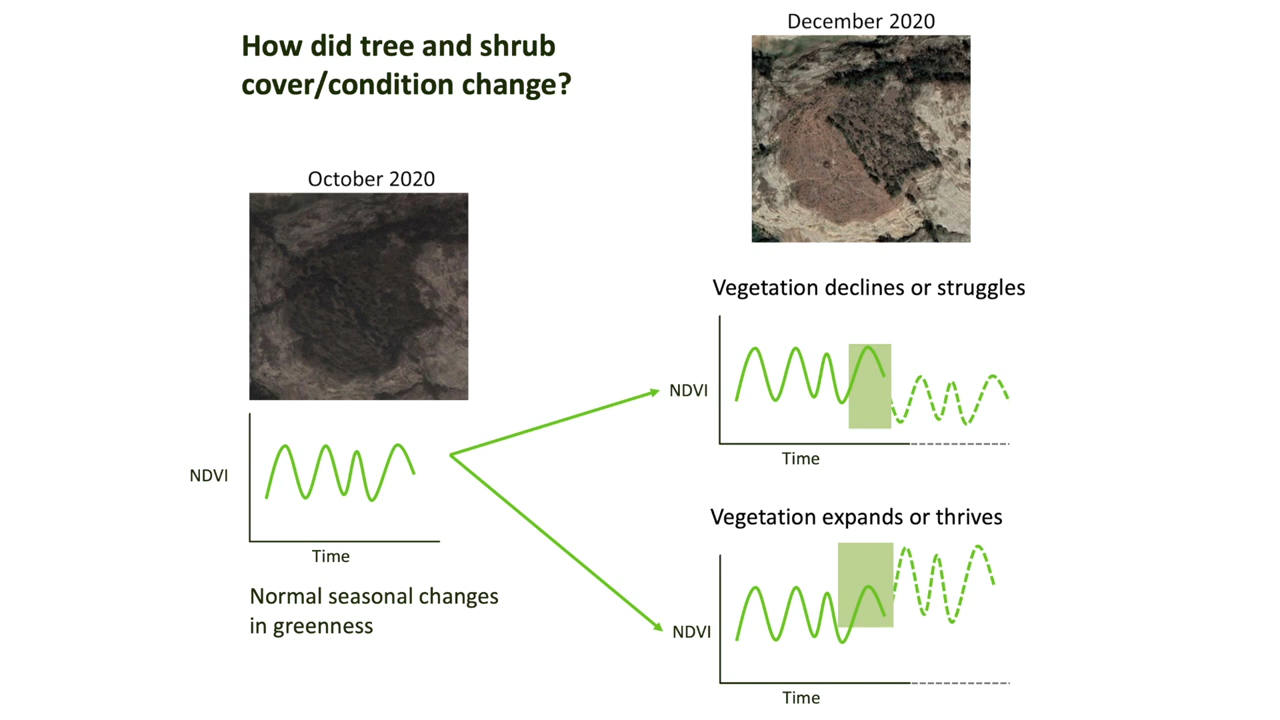 How did tree and shrub
cover/condition change?
December 2020
October 2020
Vegetation declines or struggles
NDVI
Time
NDVI
Time
Normal seasonal changes
in greenness
Vegetation expands or thrives
NDVI
Time